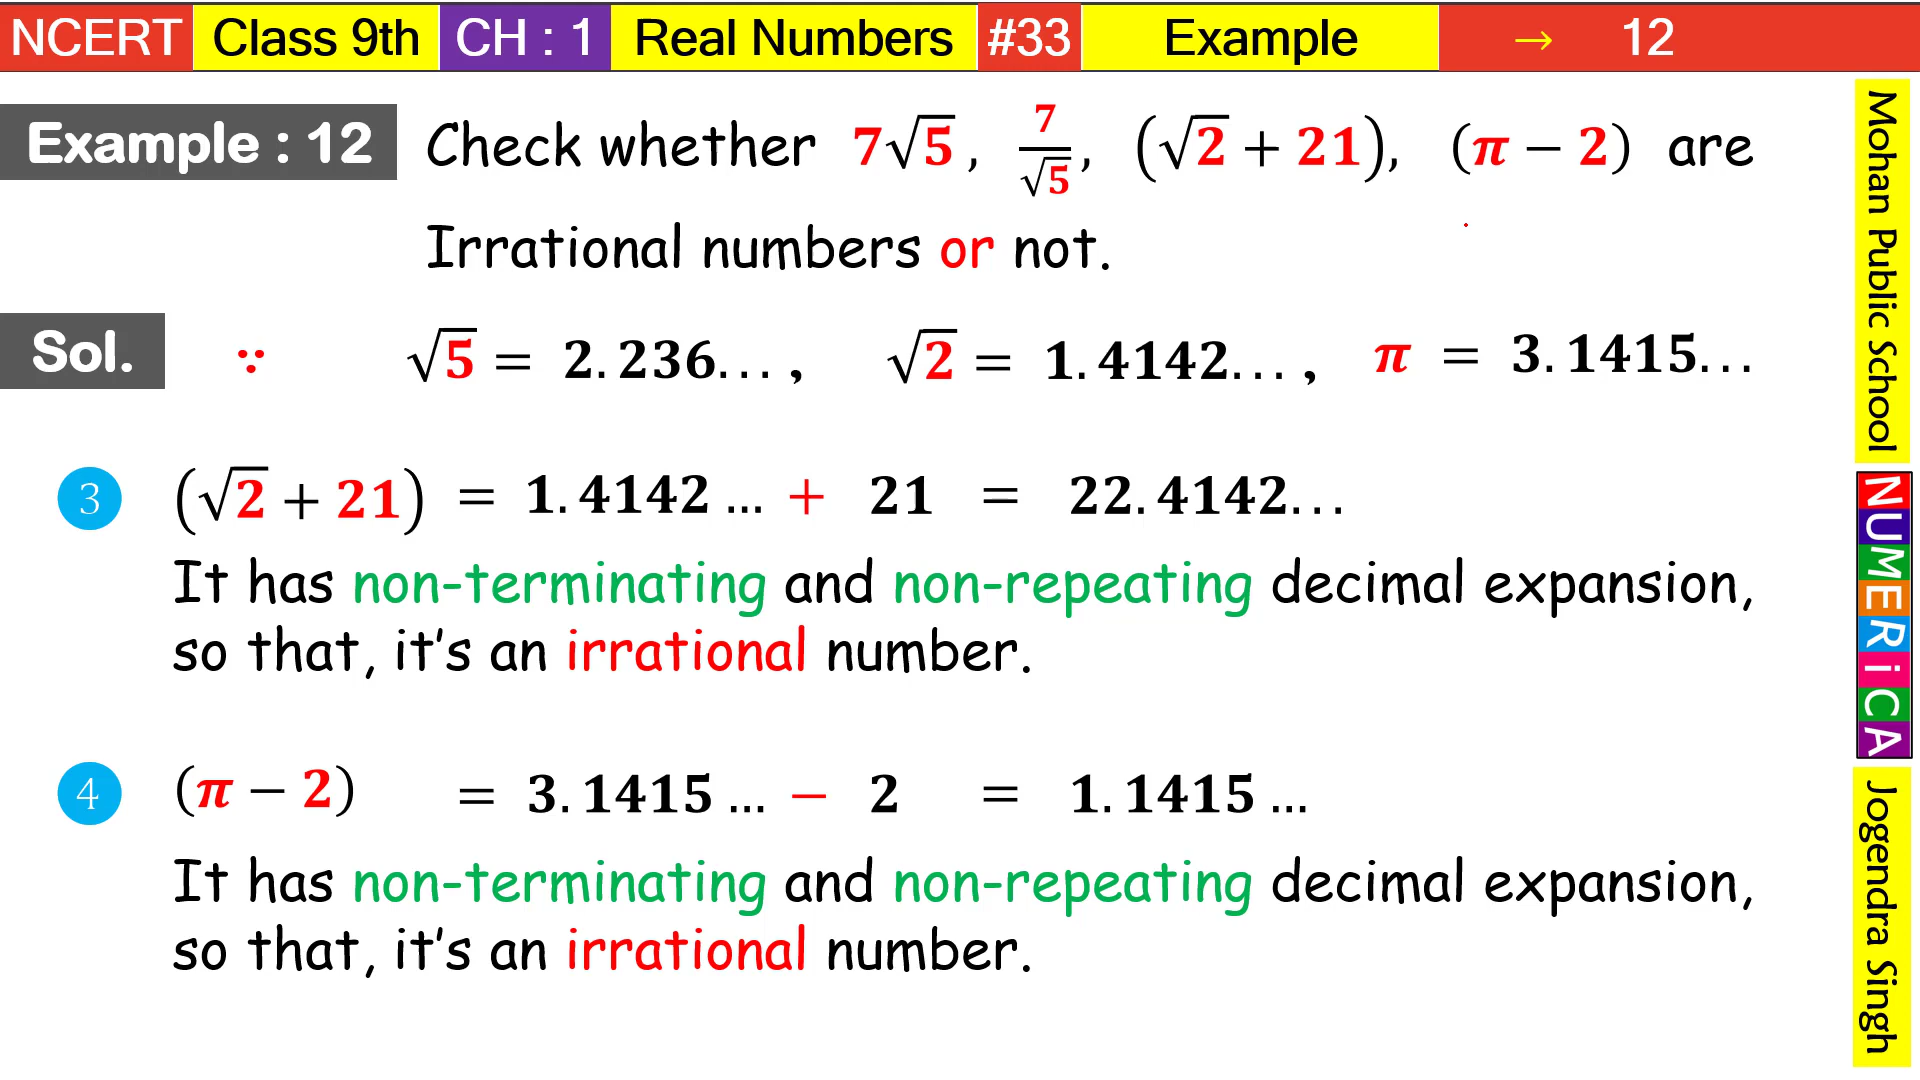 NCERT Class 9th CH : 1 Real Numbers #33 Example → 12
Example : 12 Check whether 7√5 , 7/√5 , (√2 + 21), (π − 2) are
Irrational numbers or not.
Sol. ∵ √5 = 2.236... , √2 = 1.4142... , π = 3.1415...
3 (√2 + 21) = 1.4142 ... + 21 = 22.4142...
It has non-terminating and non-repeating decimal expansion,
so that, it's an irrational number.
4 (π − 2) = 3.1415 ... − 2 = 1.1415 ...
It has non-terminating and non-repeating decimal expansion,
so that, it's an irrational number.
Mohan Public School
NUMERiCA
Jogendra Singh